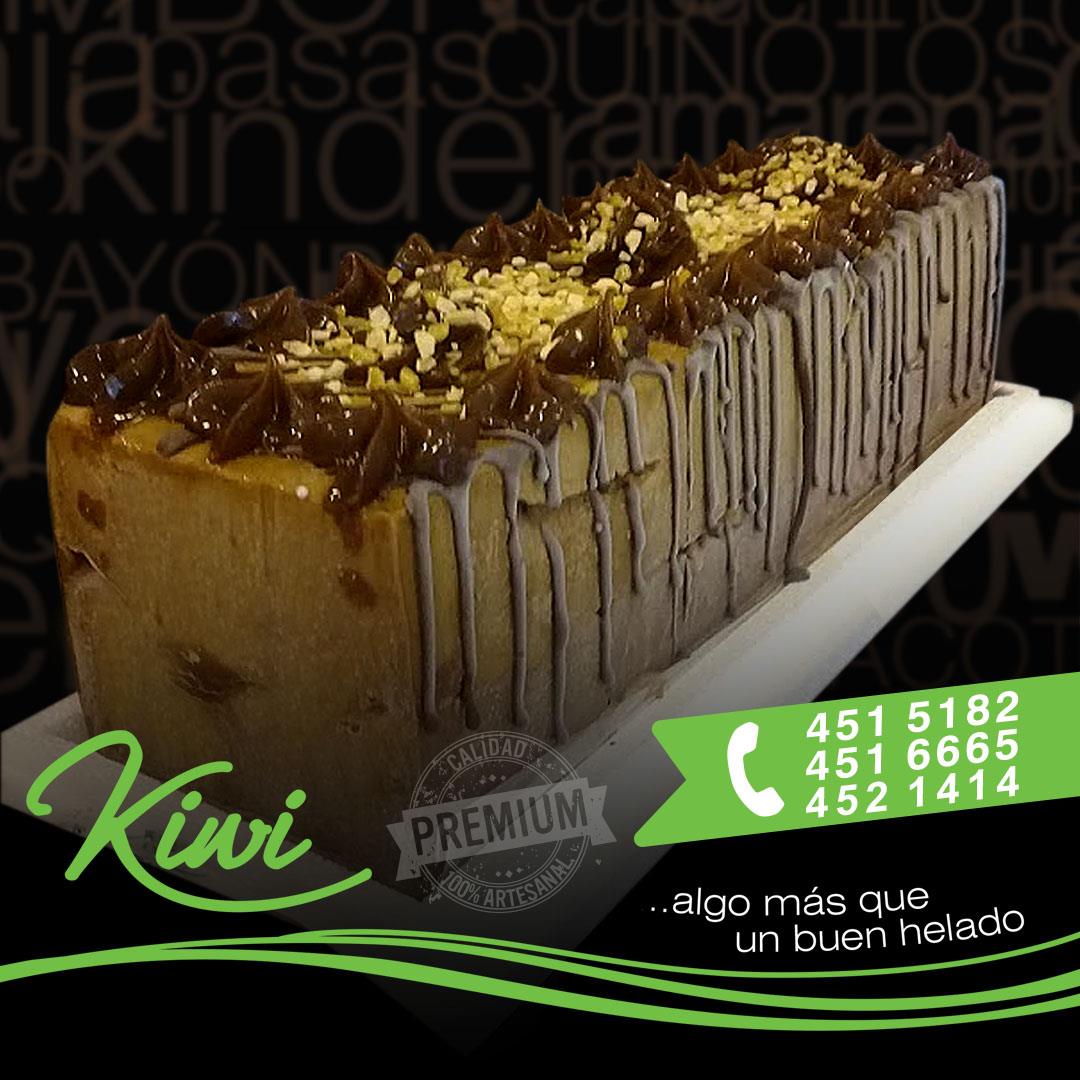 capuchino
pasas
QUINOTOS
kinder
amarena
BAYÓN
451 5182
451 6665
452 1414
Kiwi
CALIDAD
PREMIUM
100% ARTESANAL
...algo más que
un buen helado